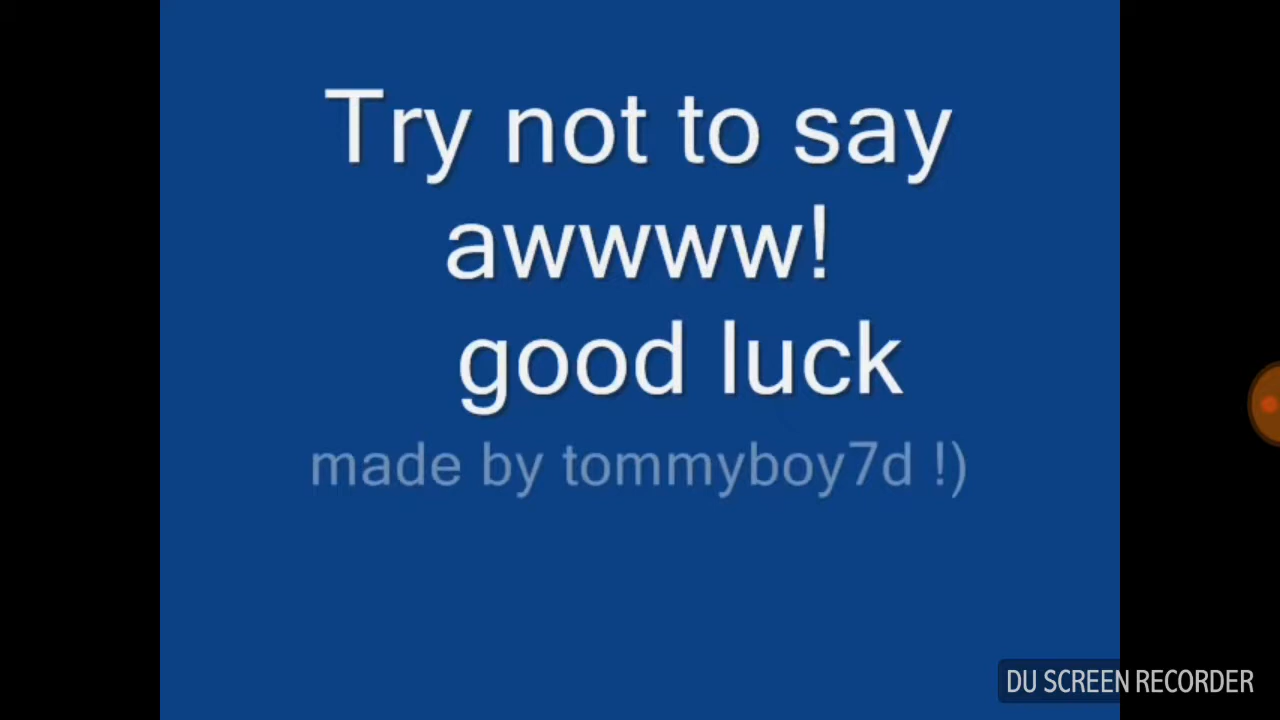 Try not to say
awwww!
good luck
made by tommyboy7d !)
DU SCREEN RECORDER